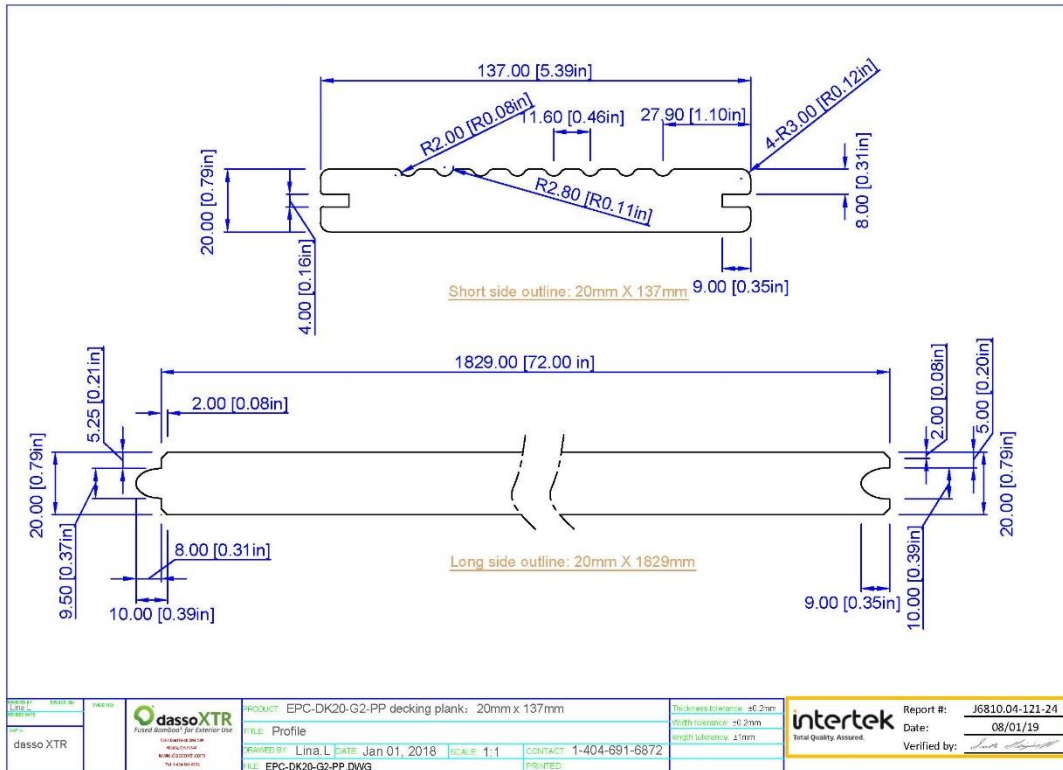 137.00 [5.39in]
R2.00 [R0.08in]
11.60 [0.46in]
27.90 [1.10in]
4-R3.00 [R0.12in]
20.00 [0.79in]
4.00 [0.16in]
R2.80 [R0.11in]
8.00 [0.31in]
Short side outline: 20mm X 137mm
9.00 [0.35in]
1829.00 [72.00 in]
5.25 [0.21in]
2.00 [0.08in]
2.00 [0.08in]
5.00 [0.20in]
20.00 [0.79in]
9.50 [0.37in]
8.00 [0.31in]
10.00 [0.39in]
Long side outline: 20mm X 1829mm
9.00 [0.35in]
10.00 [0.39in]
20.00 [0.79in]
Lina.L
dasso XTR
dassoXTR
Fused Bamboo® for Exterior Use
PRODUCT: EPC-DK20-G2-PP decking plank: 20mm x 137mm
TITLE: Profile
DRAWED BY: Lina.L DATE: Jan 01, 2018 SCALE: 1:1 CONTACT: 1-404-691-6872
FILE: EPC-DK20-G2-PP.DWG PRINTED:
Thickness tolerance: ±0.2mm
Width tolerance: ±0.2mm
length tolerance: ±1mm
intertek
Total Quality. Assured.
Report #: J6810.04-121-24
Date: 08/01/19
Verified by: